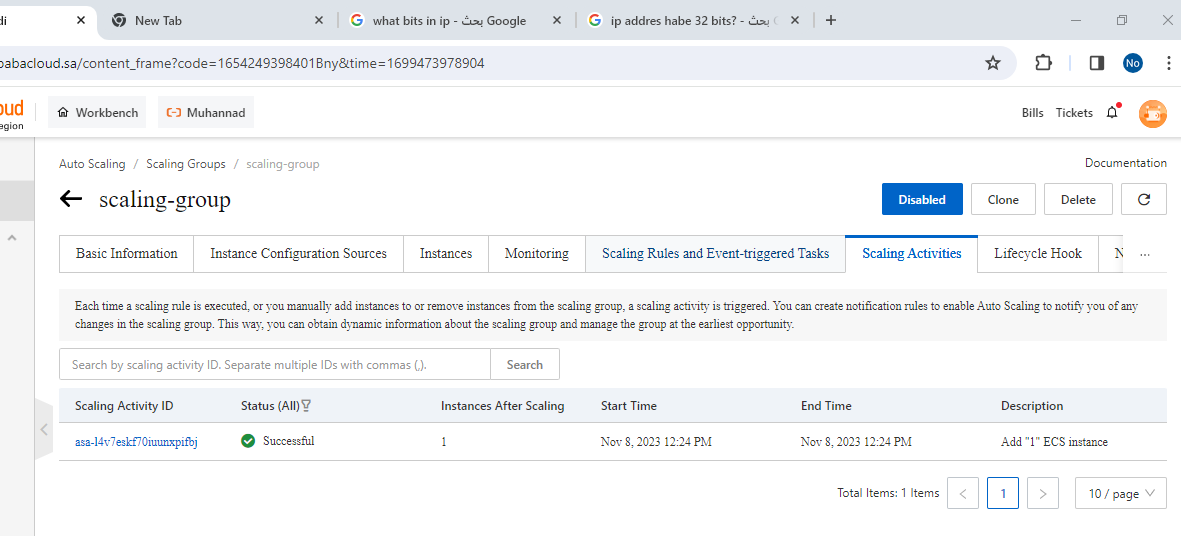 di
New Tab
what bits in ip - بحث Google
ip addres habe 32 bits? - بحث
babacloud.sa/content_frame?code=1654249398401Bny&time=1699473978904
No
oud
egion
Workbench
Muhannad
Bills
Tickets
Auto Scaling / Scaling Groups / scaling-group
Documentation
scaling-group
Disabled
Clone
Delete
Basic Information
Instance Configuration Sources
Instances
Monitoring
Scaling Rules and Event-triggered Tasks
Scaling Activities
Lifecycle Hook
N
...
Each time a scaling rule is executed, or you manually add instances to or remove instances from the scaling group, a scaling activity is triggered. You can create notification rules to enable Auto Scaling to notify you of any
changes in the scaling group. This way, you can obtain dynamic information about the scaling group and manage the group at the earliest opportunity.
Search by scaling activity ID. Separate multiple IDs with commas (,).
Search
Scaling Activity ID Status (All) Instances After Scaling Start Time End Time Description
asa-l4v7eskf70iuunxpifbj Successful 1 Nov 8, 2023 12:24 PM Nov 8, 2023 12:24 PM Add "1" ECS instance
Total Items: 1 Items < 1 > 10 / page